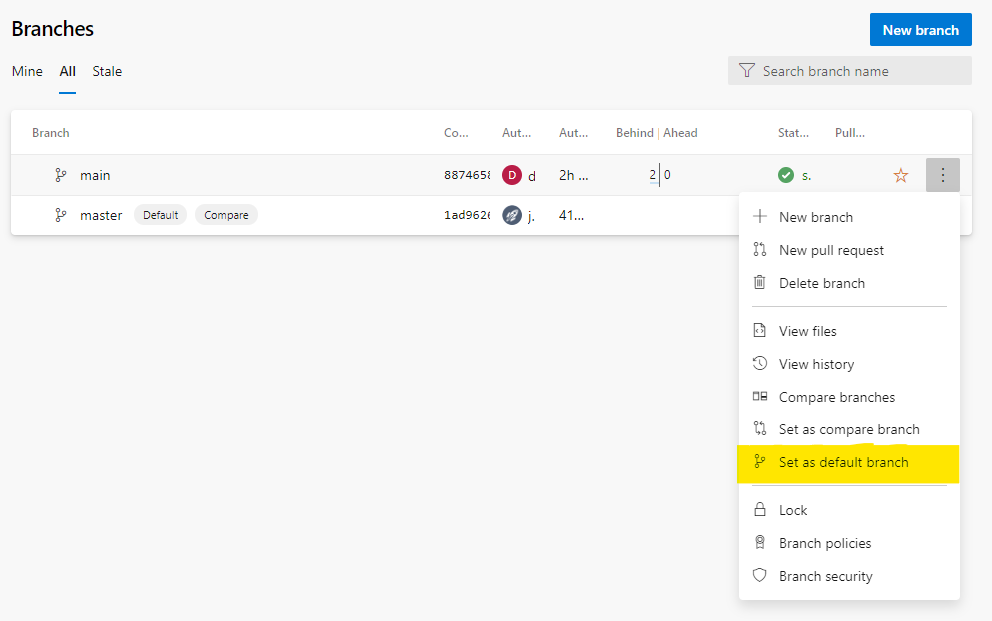 Branches
New branch
Mine All Stale
Search branch name
Branch Co... Aut... Aut... Behind | Ahead Stat... Pull...
main 887465 D d 2h ... 2 0 s.
master Default Compare 1ad962 j. 41...
New branch
New pull request
Delete branch
View files
View history
Compare branches
Set as compare branch
Set as default branch
Lock
Branch policies
Branch security